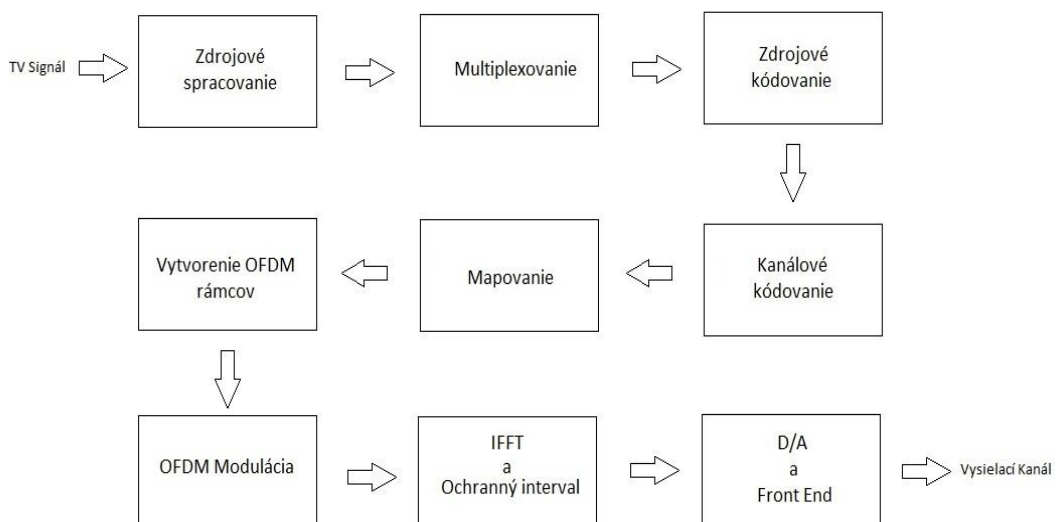 TV Signál
Zdrojové
spracovanie
Multiplexovanie
Zdrojové
kódovanie
Kanálové
kódovanie
Mapovanie
Vytvorenie OFDM
rámcov
OFDM Modulácia
IFFT
a
Ochranný interval
D/A
a
Front End
Vysielací Kanál